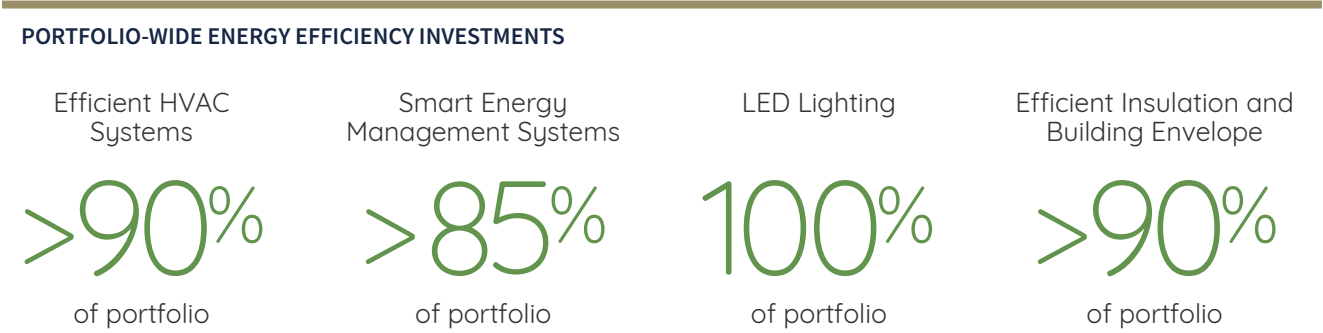 PORTFOLIO-WIDE ENERGY EFFICIENCY INVESTMENTS
Efficient HVAC
Systems
>90%
of portfolio
Smart Energy
Management Systems
>85%
of portfolio
LED Lighting
100%
of portfolio
Efficient Insulation and
Building Envelope
>90%
of portfolio